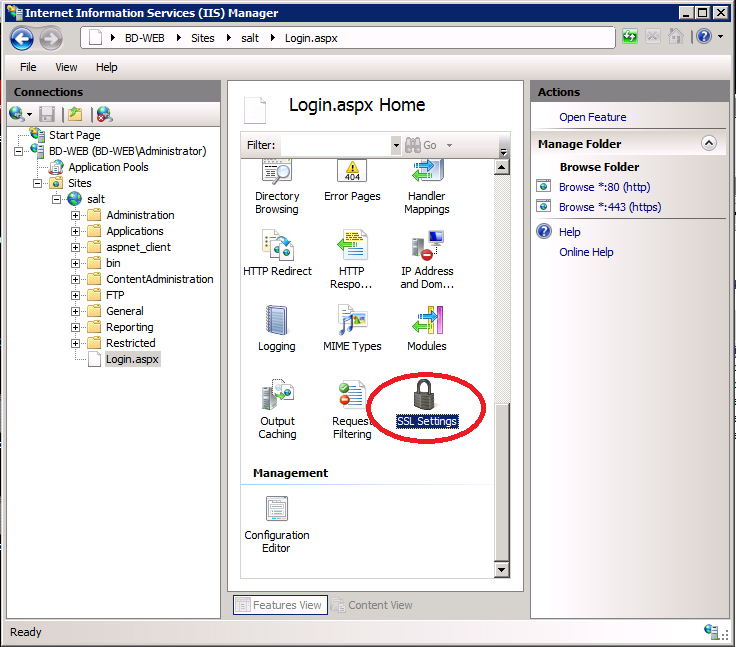 Internet Information Services (IIS) Manager
BD-WEB Sites salt Login.aspx
File View Help
Connections
Start Page
BD-WEB (BD-WEB\Administrator)
Application Pools
Sites
salt
Administration
Applications
aspnet_client
bin
ContentAdministration
FTP
General
Reporting
Restricted
Login.aspx
Login.aspx Home
Filter: Go
Directory
Browsing
Error Pages
404
Handler
Mappings
HTTP Redirect
HTTP
Respo...
IP Address
and Dom...
Logging
MIME Types
Modules
Output
Caching
Request
Filtering
SSL Settings
Management
Configuration
Editor
Features View Content View
Actions
Open Feature
Manage Folder
Browse Folder
Browse *:80 (http)
Browse *:443 (https)
Help
Online Help
Ready